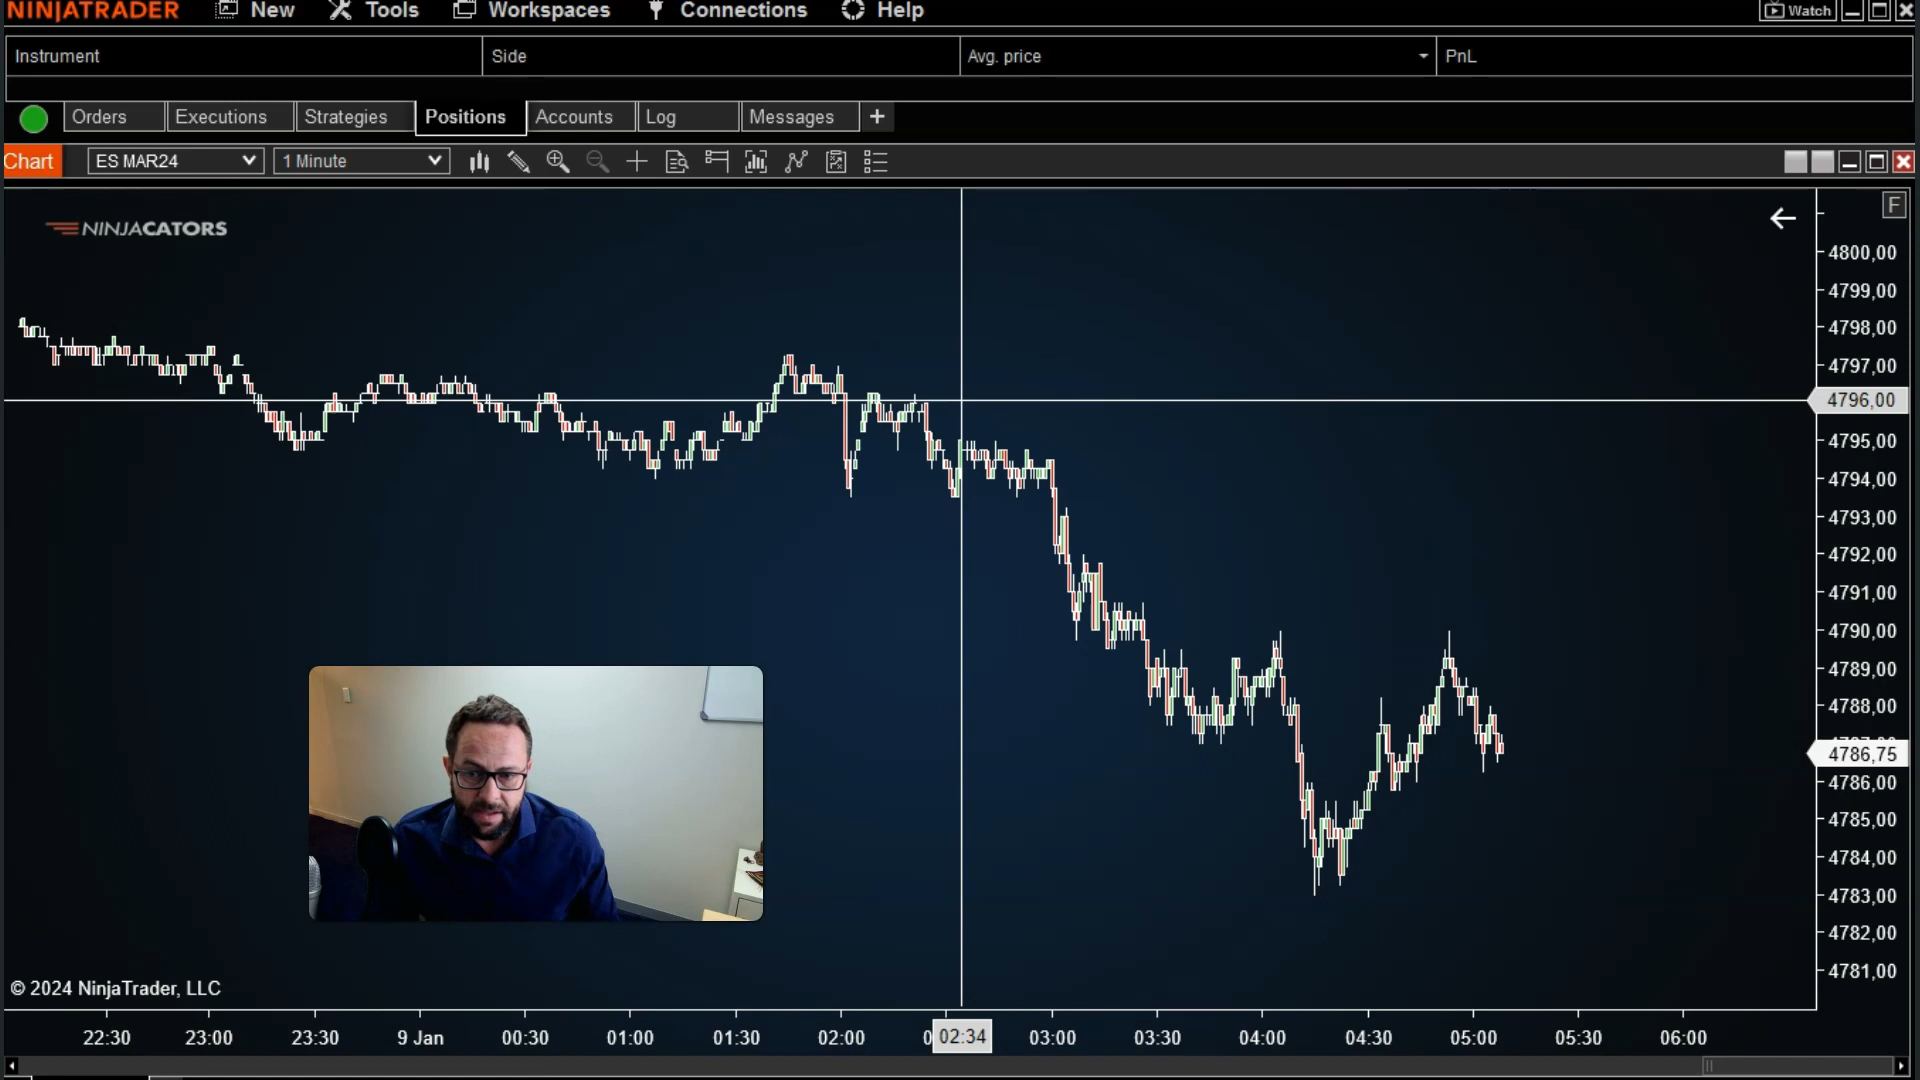 NINJATRADER New Tools Workspaces Connections Help Watch
Instrument Side Avg. price PnL
Orders Executions Strategies Positions Accounts Log Messages +
Chart ES MAR24 1 Minute
F
NINJACATORS
4800,00
4799,00
4798,00
4797,00
4796,00
4795,00
4794,00
4793,00
4792,00
4791,00
4790,00
4789,00
4788,00
4786,75
4786,00
4785,00
4784,00
4783,00
4782,00
4781,00
© 2024 NinjaTrader, LLC
22:30 23:00 23:30 9 Jan 00:30 01:00 01:30 02:00 02:34 03:00 03:30 04:00 04:30 05:00 05:30 06:00